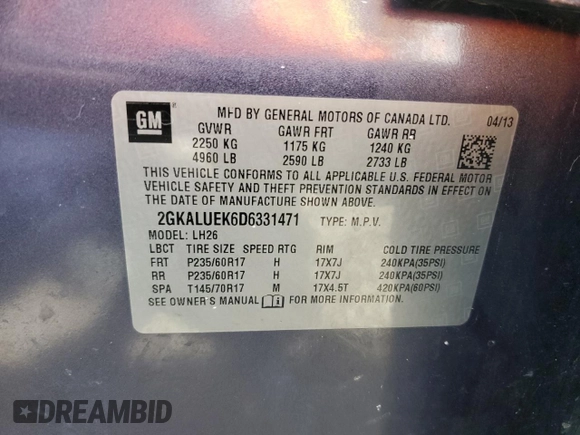 GM
MFD BY GENERAL MOTORS OF CANADA LTD. 04/13
GVWR GAWR FRT GAWR RR
2250 KG 1175 KG 1240 KG
4960 LB 2590 LB 2733 LB
THIS VEHICLE CONFORMS TO ALL APPLICABLE U.S. FEDERAL MOTOR
VEHICLE SAFETY AND THEFT PREVENTION STANDARDS IN EFFECT ON
THE DATE OF MANUFACTURE SHOWN ABOVE.
2GKALUEK6D6331471 TYPE: M.P.V.
MODEL: LH26
LBCT TIRE SIZE SPEED RTG RIM COLD TIRE PRESSURE
FRT P235/60R17 H 17X7J 240KPA(35PSI)
RR P235/60R17 H 17X7J 240KPA(35PSI)
SPA T145/70R17 M 17X4.5T 420KPA(60PSI)
SEE OWNER'S MANUAL FOR MORE INFORMATION
DREAMBID